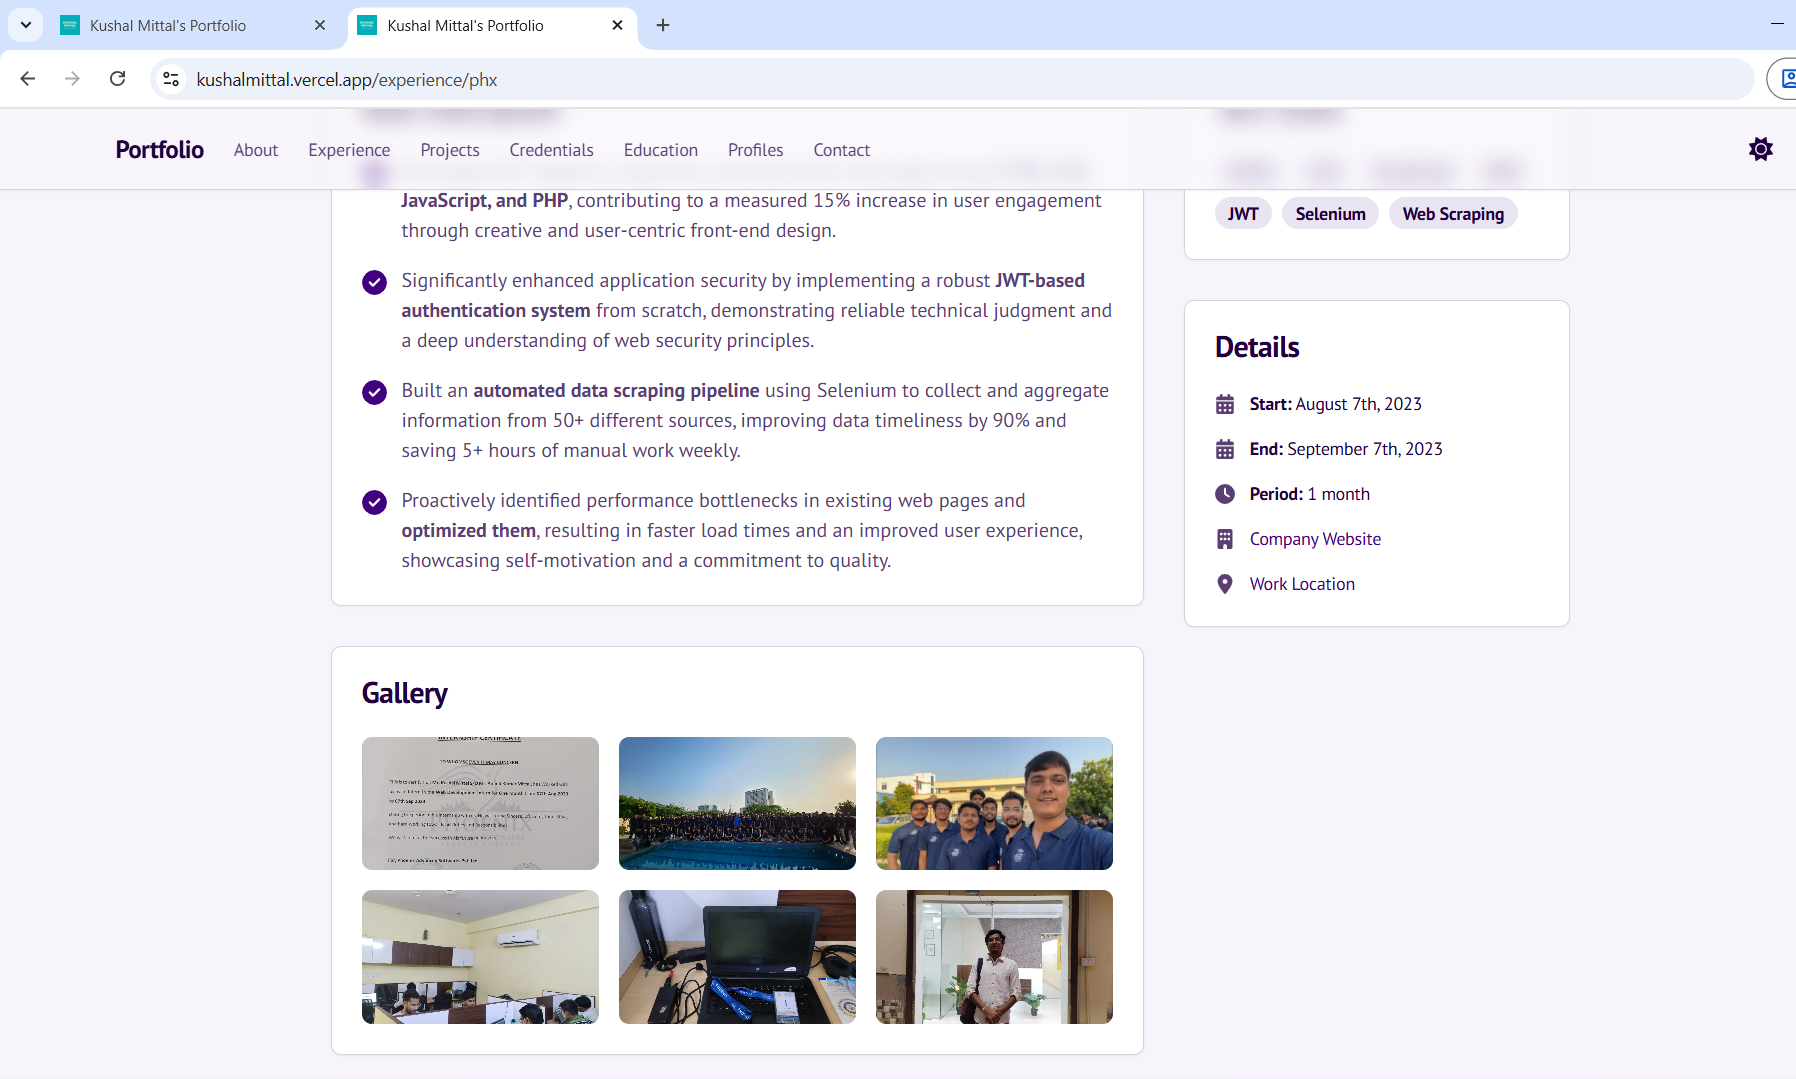 Kushal Mittal's Portfolio
Kushal Mittal's Portfolio
kushalmittal.vercel.app/experience/phx
Portfolio
About
Experience
Projects
Credentials
Education
Profiles
Contact
JavaScript, and PHP, contributing to a measured 15% increase in user engagement
through creative and user-centric front-end design.
Significantly enhanced application security by implementing a robust JWT-based
authentication system from scratch, demonstrating reliable technical judgment and
a deep understanding of web security principles.
Built an automated data scraping pipeline using Selenium to collect and aggregate
information from 50+ different sources, improving data timeliness by 90% and
saving 5+ hours of manual work weekly.
Proactively identified performance bottlenecks in existing web pages and
optimized them, resulting in faster load times and an improved user experience,
showcasing self-motivation and a commitment to quality.
JWT
Selenium
Web Scraping
Details
Start: August 7th, 2023
End: September 7th, 2023
Period: 1 month
Company Website
Work Location
Gallery
INTERNSHIP CERTIFICATE